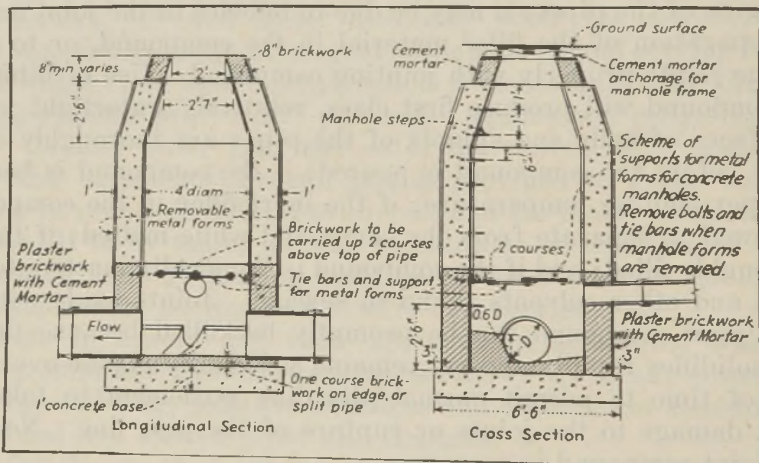 8"min varies
2'-6"
8" brickwork
2'
2'-7"
1'
4' diam
1'
Removable
metal forms
Brickwork to be
carried up 2 courses
above top of pipe
Plaster
brickwork
with Cement
Mortar
Tie bars and support
for metal forms
Flow
1' concrete base
One course brick-
work on edge, or
split pipe
Longitudinal Section
Cement
mortar
Ground surface
Cement mortar
anchorage for
manhole frame
Manhole steps
Scheme of
supports for metal
forms for concrete
manholes.
Remove bolts and
tie bars when
manhole forms
are removed.
2 courses
0.6D
D
2'-6"
3"
3"
Plaster brickwork
with Cement Mortar
6'-6"
Cross Section